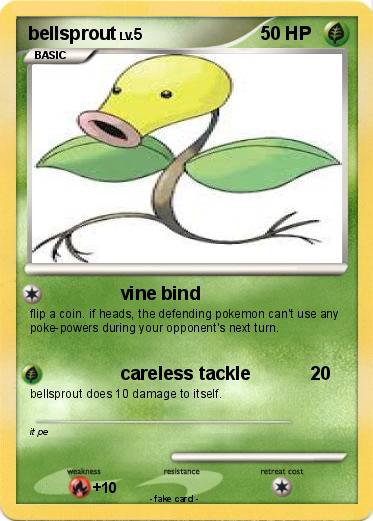 bellsprout LV.5 50 HP
BASIC
vine bind
flip a coin. if heads, the defending pokemon can't use any
poke-powers during your opponent's next turn.
careless tackle 20
bellsprout does 10 damage to itself.
it pe
weakness resistance retreat cost
+10
- fake card -